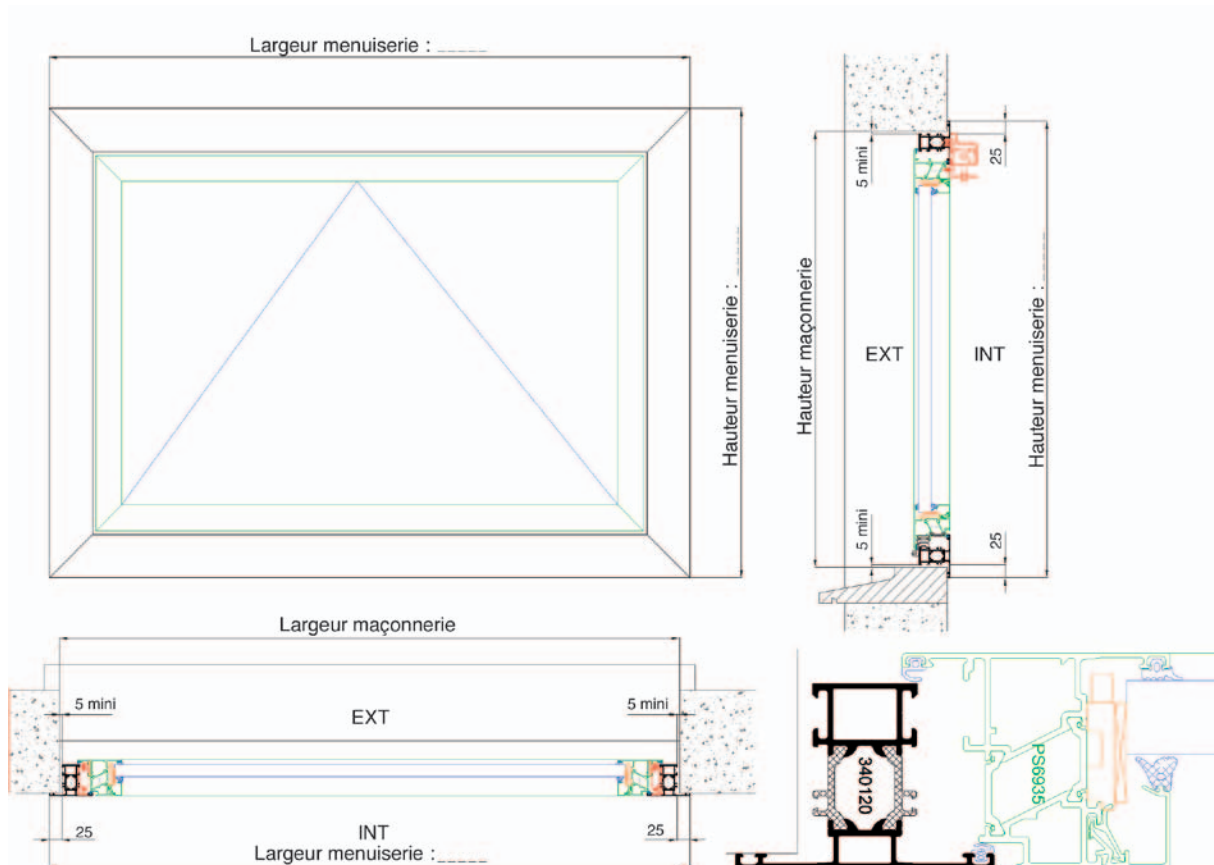 Largeur menuiserie : _____
Hauteur menuiserie : _____
5 mini
25
Hauteur maçonnerie
EXT
INT
Hauteur menuiserie : _____
5 mini
25
Largeur maçonnerie
5 mini
5 mini
EXT
25
INT
25
Largeur menuiserie : _____
340120
PS6935